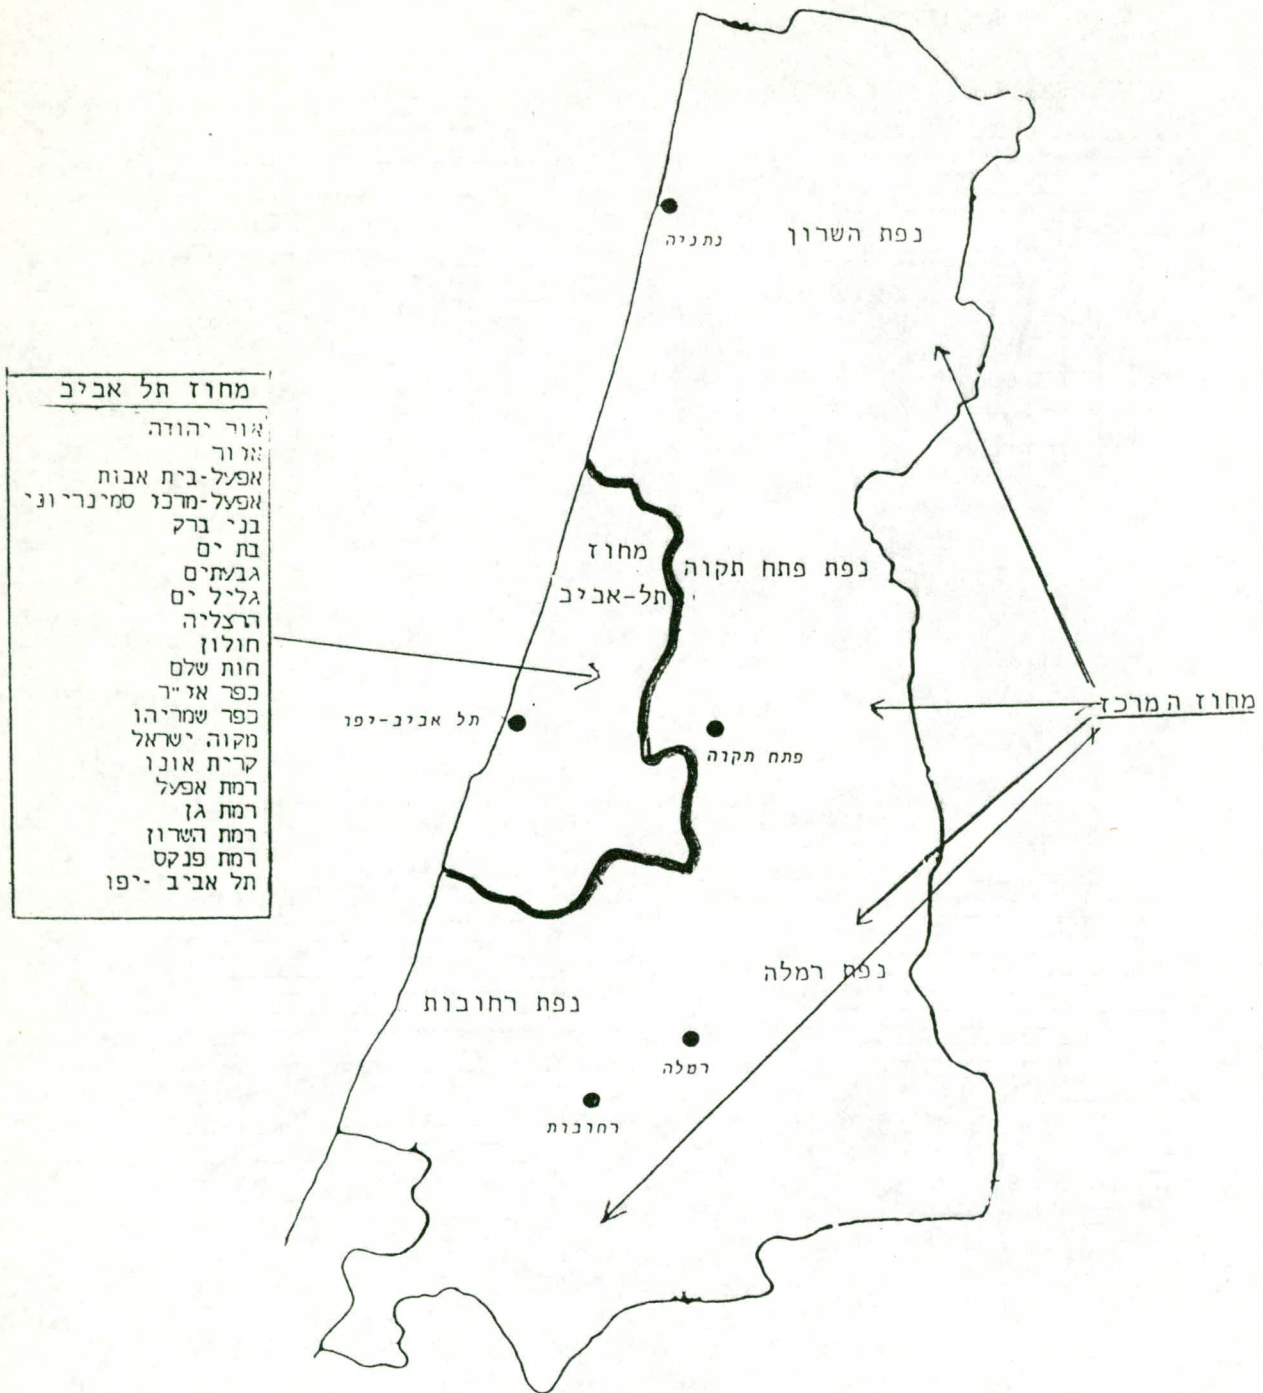 נתניה
נפת השרון
מחוז תל אביב
אור יהודה
אזור
אפעל-בית אבות
אפעל-מרכז סמינריוני
בני ברק
בת ים
גבעתים
גליל ים
הרצליה
חולון
חות שלם
כפר אז"ר
כפר שמריהו
מקוה ישראל
קרית אונו
רמת אפעל
רמת גן
רמת השרון
רמת פנקס
תל אביב -יפו
מחוז
תל-אביב
נפת פתח תקוה
מחוז המרכז
תל אביב-יפו
פתח תקוה
נפת רמלה
נפת רחובות
רמלה
רחובות